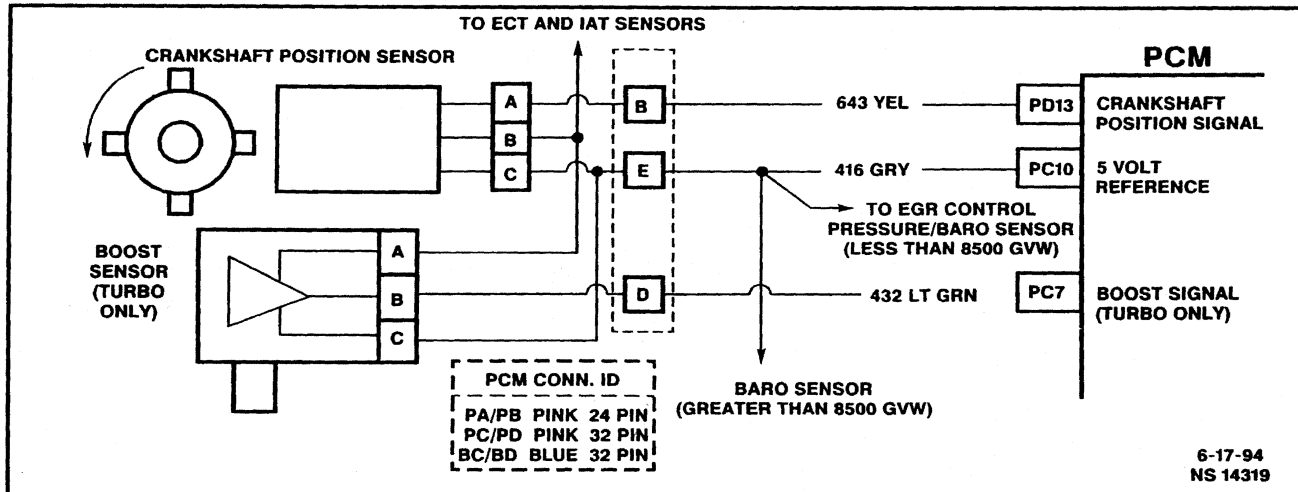 TO ECT AND IAT SENSORS
CRANKSHAFT POSITION SENSOR
PCM
A
B
643 YEL
PD13
CRANKSHAFT
POSITION SIGNAL
B
C
E
416 GRY
PC10
5 VOLT
REFERENCE
TO EGR CONTROL
PRESSURE/BARO SENSOR
(LESS THAN 8500 GVW)
BOOST
SENSOR
(TURBO
ONLY)
A
B
C
D
432 LT GRN
PC7
BOOST SIGNAL
(TURBO ONLY)
PCM CONN. ID
PA/PB PINK 24 PIN
PC/PD PINK 32 PIN
BC/BD BLUE 32 PIN
BARO SENSOR
(GREATER THAN 8500 GVW)
6-17-94
NS 14319